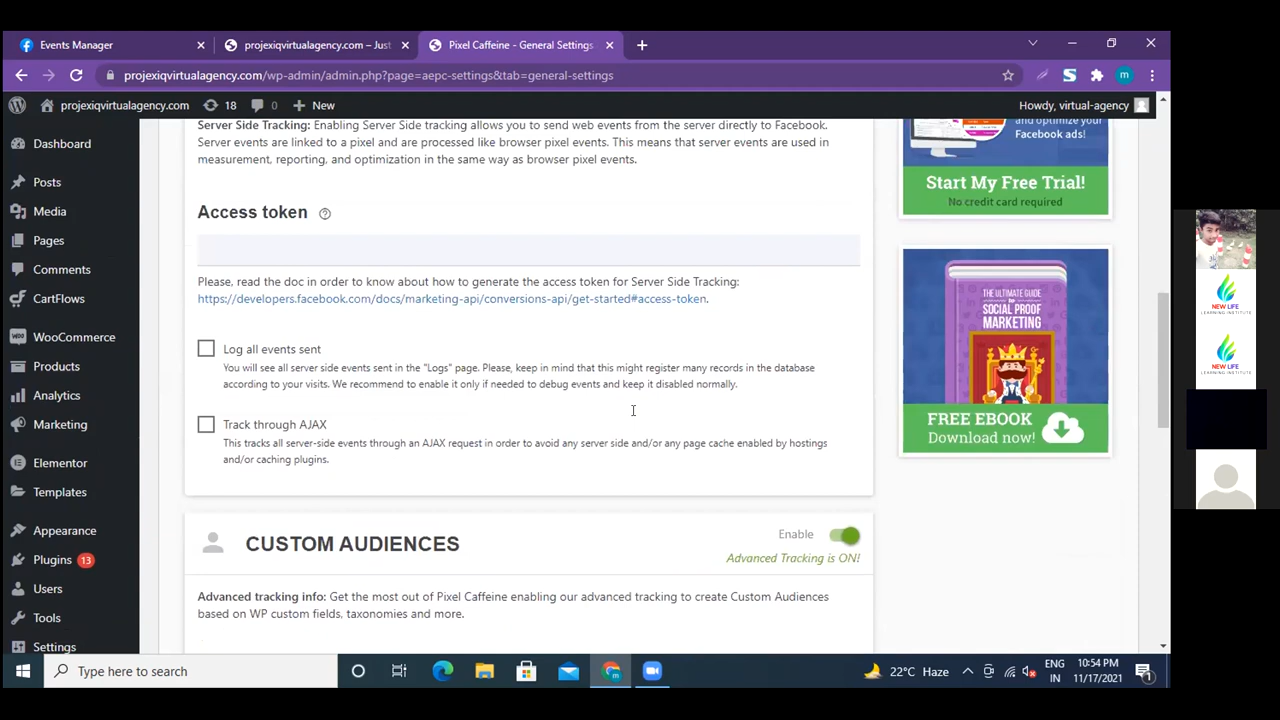 Events Manager
projexiqvirtualagency.com – Just
Pixel Caffeine - General Settings
projexiqvirtualagency.com/wp-admin/admin.php?page=aepc-settings&tab=general-settings
m
projexiqvirtualagency.com
18
0
New
Howdy, virtual-agency
Dashboard
Posts
Media
Pages
Comments
CartFlows
WooCommerce
Products
Analytics
Marketing
Elementor
Templates
Appearance
Plugins 13
Users
Tools
Settings
Server Side Tracking: Enabling Server Side tracking allows you to send web events from the server directly to Facebook.
Server events are linked to a pixel and are processed like browser pixel events. This means that server events are used in
measurement, reporting, and optimization in the same way as browser pixel events.
Access token
Please, read the doc in order to know about how to generate the access token for Server Side Tracking:
https://developers.facebook.com/docs/marketing-api/conversions-api/get-started#access-token.
Log all events sent
You will see all server side events sent in the "Logs" page. Please, keep in mind that this might register many records in the database
according to your visits. We recommend to enable it only if needed to debug events and keep it disabled normally.
Track through AJAX
This tracks all server-side events through an AJAX request in order to avoid any server side and/or any page cache enabled by hostings
and/or caching plugins.
CUSTOM AUDIENCES
Enable
Advanced Tracking is ON!
Advanced tracking info: Get the most out of Pixel Caffeine enabling our advanced tracking to create Custom Audiences
based on WP custom fields, taxonomies and more.
and optimize your
Facebook ads!
Start My Free Trial!
No credit card required
THE ULTIMATE GUIDE
to
SOCIAL PROOF
MARKETING
FREE EBOOK
Download now!
NEW LIFE
LEARNING INSTITUTE
NEW LIFE
LEARNING INSTITUTE
Type here to search
22°C Haze
ENG
IN
10:54 PM
11/17/2021
1